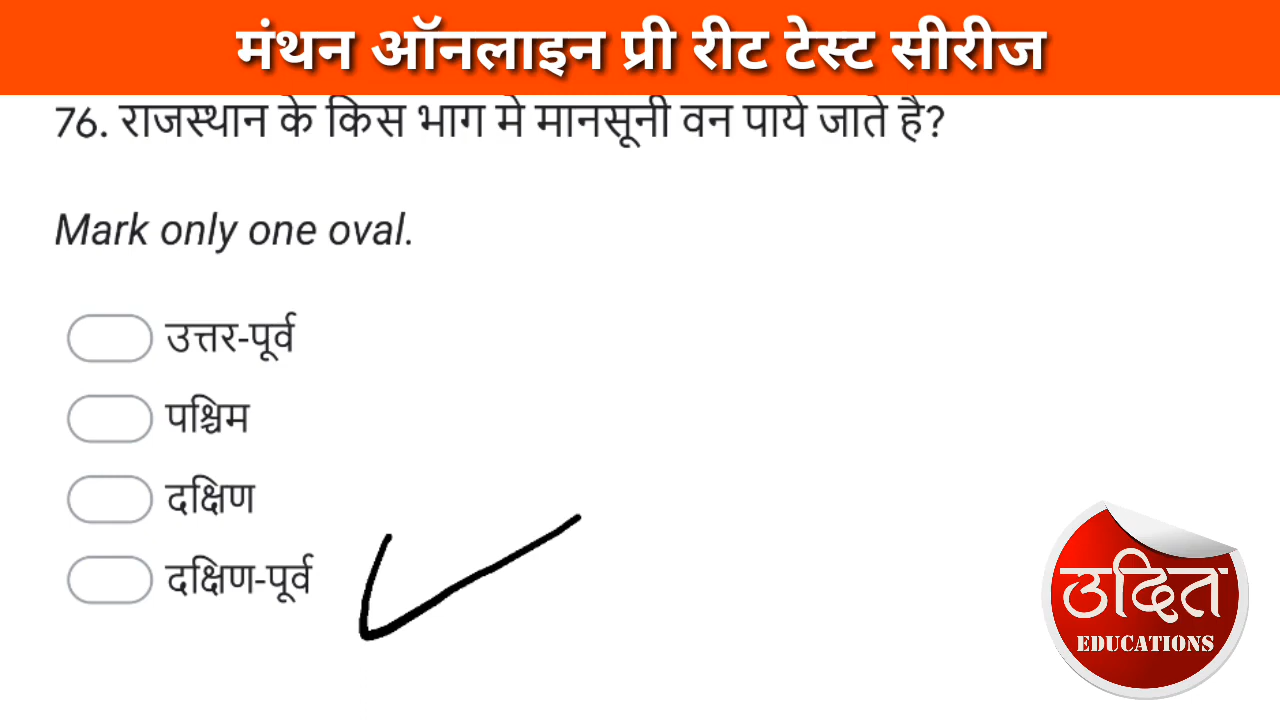 मंथन ऑनलाइन प्री रीट टेस्ट सीरीज
76. राजस्थान के किस भाग मे मानसूनी वन पाये जाते है?
Mark only one oval.
उत्तर-पूर्व
पश्चिम
दक्षिण
दक्षिण-पूर्व
उदित
EDUCATIONS